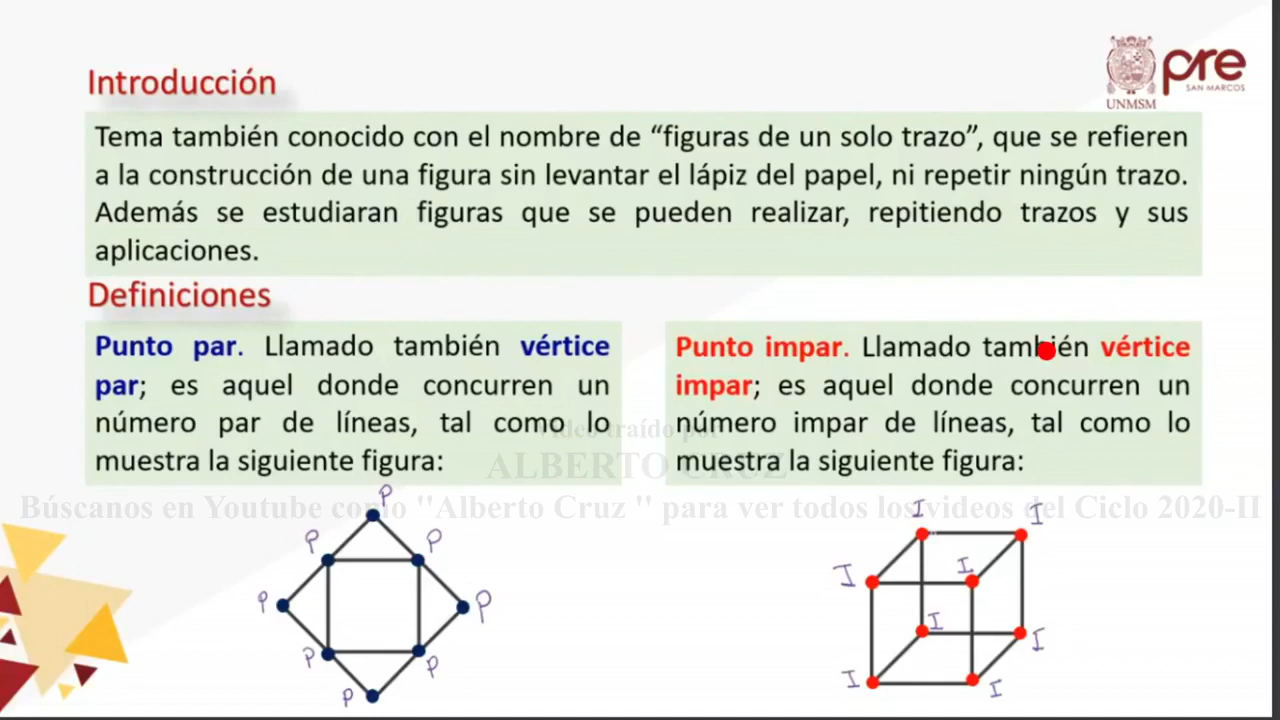 Introducción
pre
SAN MARCOS
UNMSM
Tema también conocido con el nombre de “figuras de un solo trazo”, que se refieren
a la construcción de una figura sin levantar el lápiz del papel, ni repetir ningún trazo.
Además se estudiaran figuras que se pueden realizar, repitiendo trazos y sus
aplicaciones.
Definiciones
Punto par. Llamado también vértice
par; es aquel donde concurren un
número par de líneas, tal como lo
muestra la siguiente figura:
Punto impar. Llamado también vértice
impar; es aquel donde concurren un
número impar de líneas, tal como lo
muestra la siguiente figura:
Video traído por
ALBERTO CRUZ
Búscanos en Youtube como "Alberto Cruz " para ver todos los videos del Ciclo 2020-II
P
P P
P P
P P
P
I I
I I
I I
I I